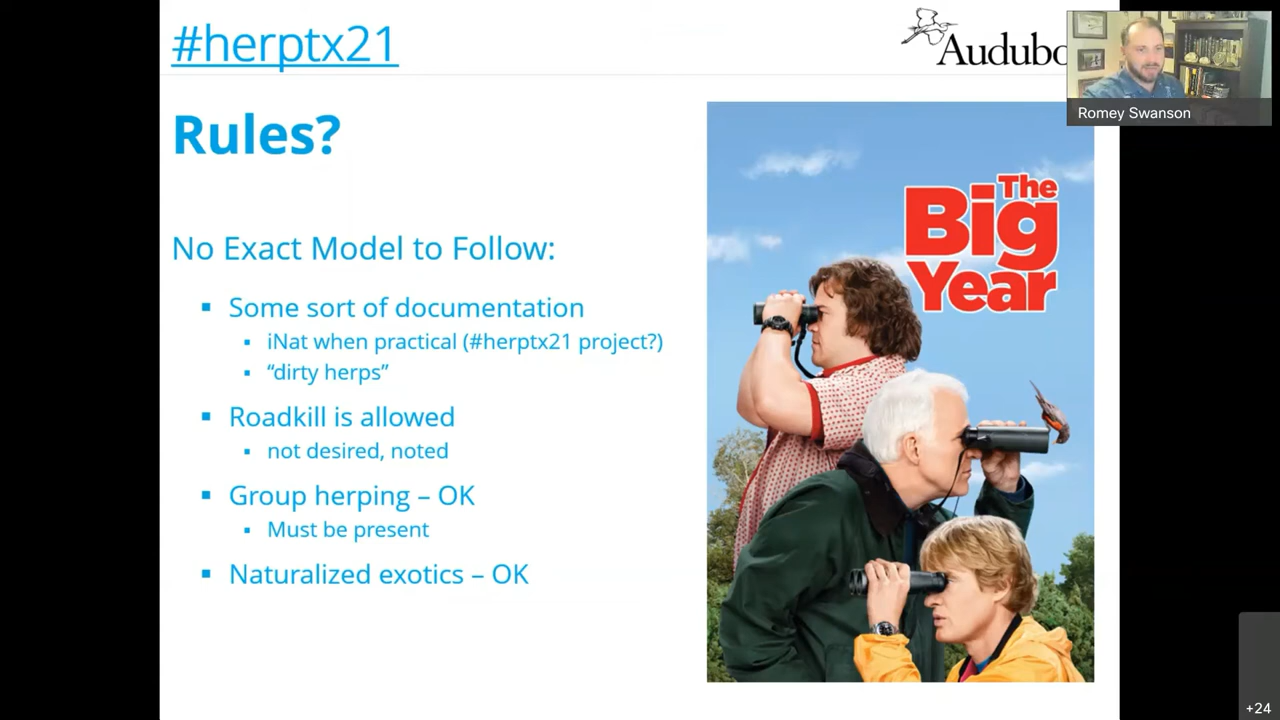 #herptx21
Audubo
Romey Swanson
Rules?
The
Big
Year
No Exact Model to Follow:
▪ Some sort of documentation
▪ iNat when practical (#herptx21 project?)
▪ “dirty herps”
▪ Roadkill is allowed
▪ not desired, noted
▪ Group herping – OK
▪ Must be present
▪ Naturalized exotics – OK
+24